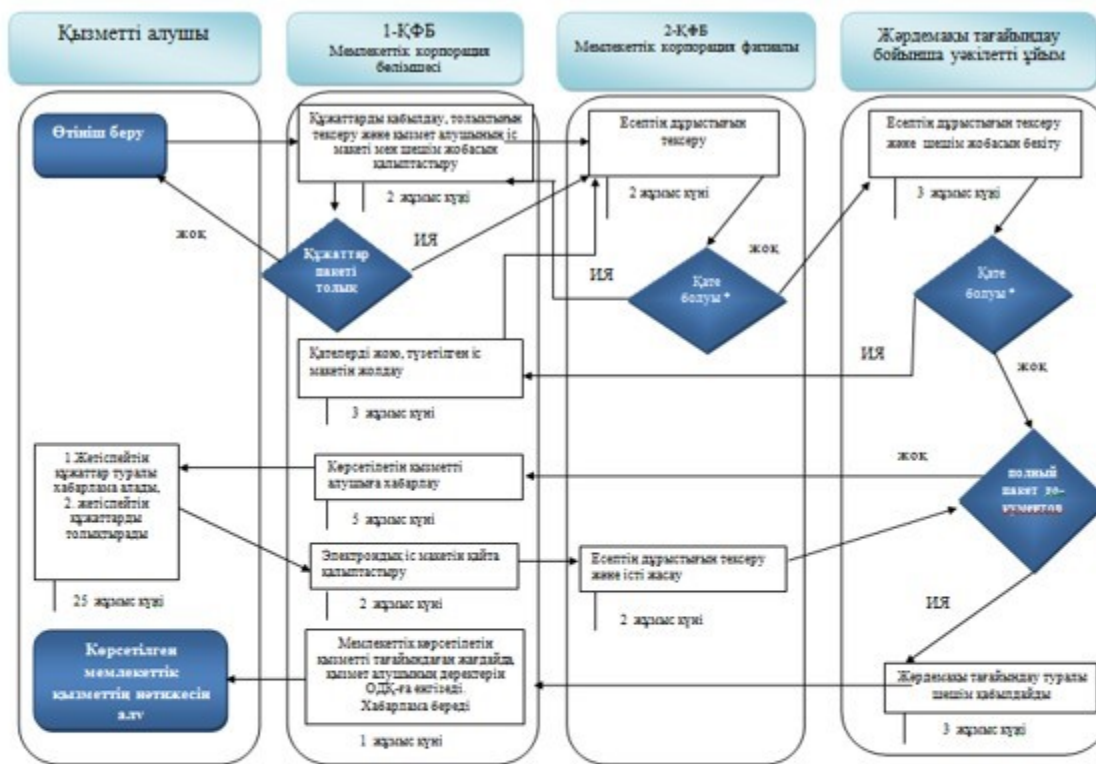 Қызметті алушы
1-ҚФБ
Мемлекеттік корпорация
бөлімшесі
2-ҚФБ
Мемлекеттік корпорация филиалы
Жәрдемақы тағайындау
бойынша уәкілетті ұйым
Өтініш беру
Құжаттарды қабылдау, толықтығын
тексеру және қызмет алушының іс
макеті мен шешім жобасын
қалыптастыру
2 жұмыс күні
Есептің дұрыстығын
тексеру
2 жұмыс күні
Есептің дұрыстығын тексеру
және шешім жобасын бекіту
3 жұмыс күні
жоқ
Құжаттар
пакеті
толық
ИЯ
ИЯ
Қате
болуы *
жоқ
Қате
болуы *
ИЯ
жоқ
Қателерді жою, түзетілген іс
макетін жолдау
3 жұмыс күні
1.Жетіспейтін
құжаттар туралы
хабарлама алады,
2. жетіспейтін
құжаттарды
толықтырады
25 жұмыс күні
Көрсетілетін қызметті
алушыға хабарлау
5 жұмыс күні
жоқ
полный
пакет до-
кументов
Электрондық іс макетін қайта
қалыптастыру
2 жұмыс күні
Есептің дұрыстығын тексеру
және істі жасау
2 жұмыс күні
ИЯ
Көрсетілген
мемлекеттік
қызметтің нәтижесін
алу
Мемлекеттік көрсетілетін
қызметті тағайындаған жағдайда,
қызмет алушының деректерін
ОДҚ-ға енгізеді.
Хабарлама береді
1 жұмыс күні
Жәрдемақы тағайындау туралы
шешім қабылдайды
3 жұмыс күні